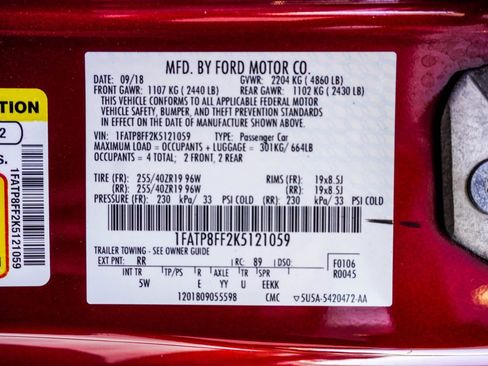 MFD. BY FORD MOTOR CO.
DATE: 09/18 GVWR: 2204 KG ( 4860 LB)
FRONT GAWR: 1107 KG ( 2440 LB) REAR GAWR: 1102 KG ( 2430 LB)
THIS VEHICLE CONFORMS TO ALL APPLICABLE FEDERAL MOTOR
VEHICLE SAFETY, BUMPER, AND THEFT PREVENTION STANDARDS
IN EFFECT ON THE DATE OF MANUFACTURE SHOWN ABOVE.
VIN: 1FATP8FF2K5121059 TYPE: Passenger Car
MAXIMUM LOAD = OCCUPANTS + LUGGAGE = 301KG/ 664LB
OCCUPANTS = 4 TOTAL; 2 FRONT, 2 REAR
TIRE (FR): 255/40ZR19 96W RIMS (FR): 19x8.5J
(RR): 255/40ZR19 96W (RR): 19x8.5J
PRESSURE (FR): 230 kPa/ 33 PSI COLD (RR): 230 kPa/ 33 PSI COLD
1FATP8FF2K5121059
TRAILER TOWING - SEE OWNER GUIDE
EXT PNT: RR RC: 89 DSO: F0106
R0045
INT TR TP/PS R AXLE TR SPR
5W E YY U EEKK
1201809055598 CMC ▽5U5A-5420472-AA
TION
2
S.
1FATP8FF2K5121059